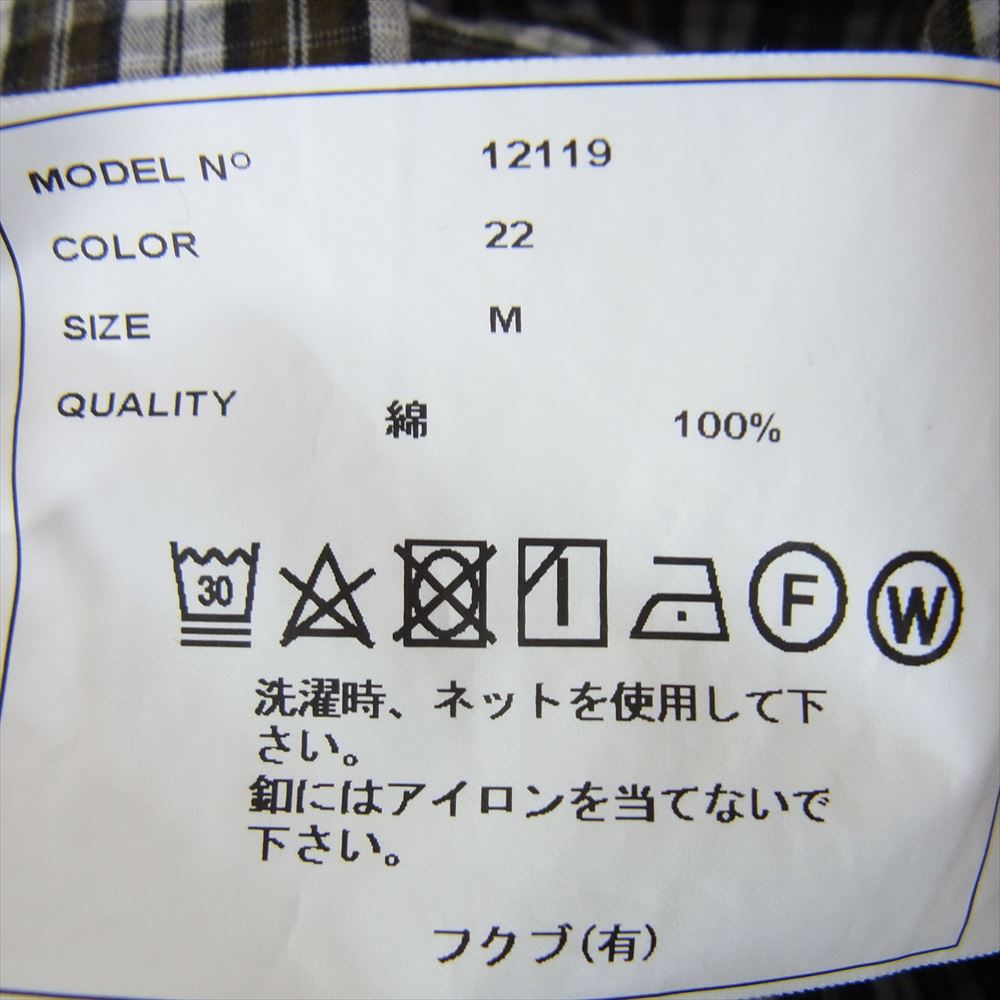 MODEL Nº 12119
COLOR 22
SIZE M
QUALITY 綿 100%
30 F W
洗濯時、ネットを使用して下
さい。
釦にはアイロンを当てないで
下さい。
フクブ(有)